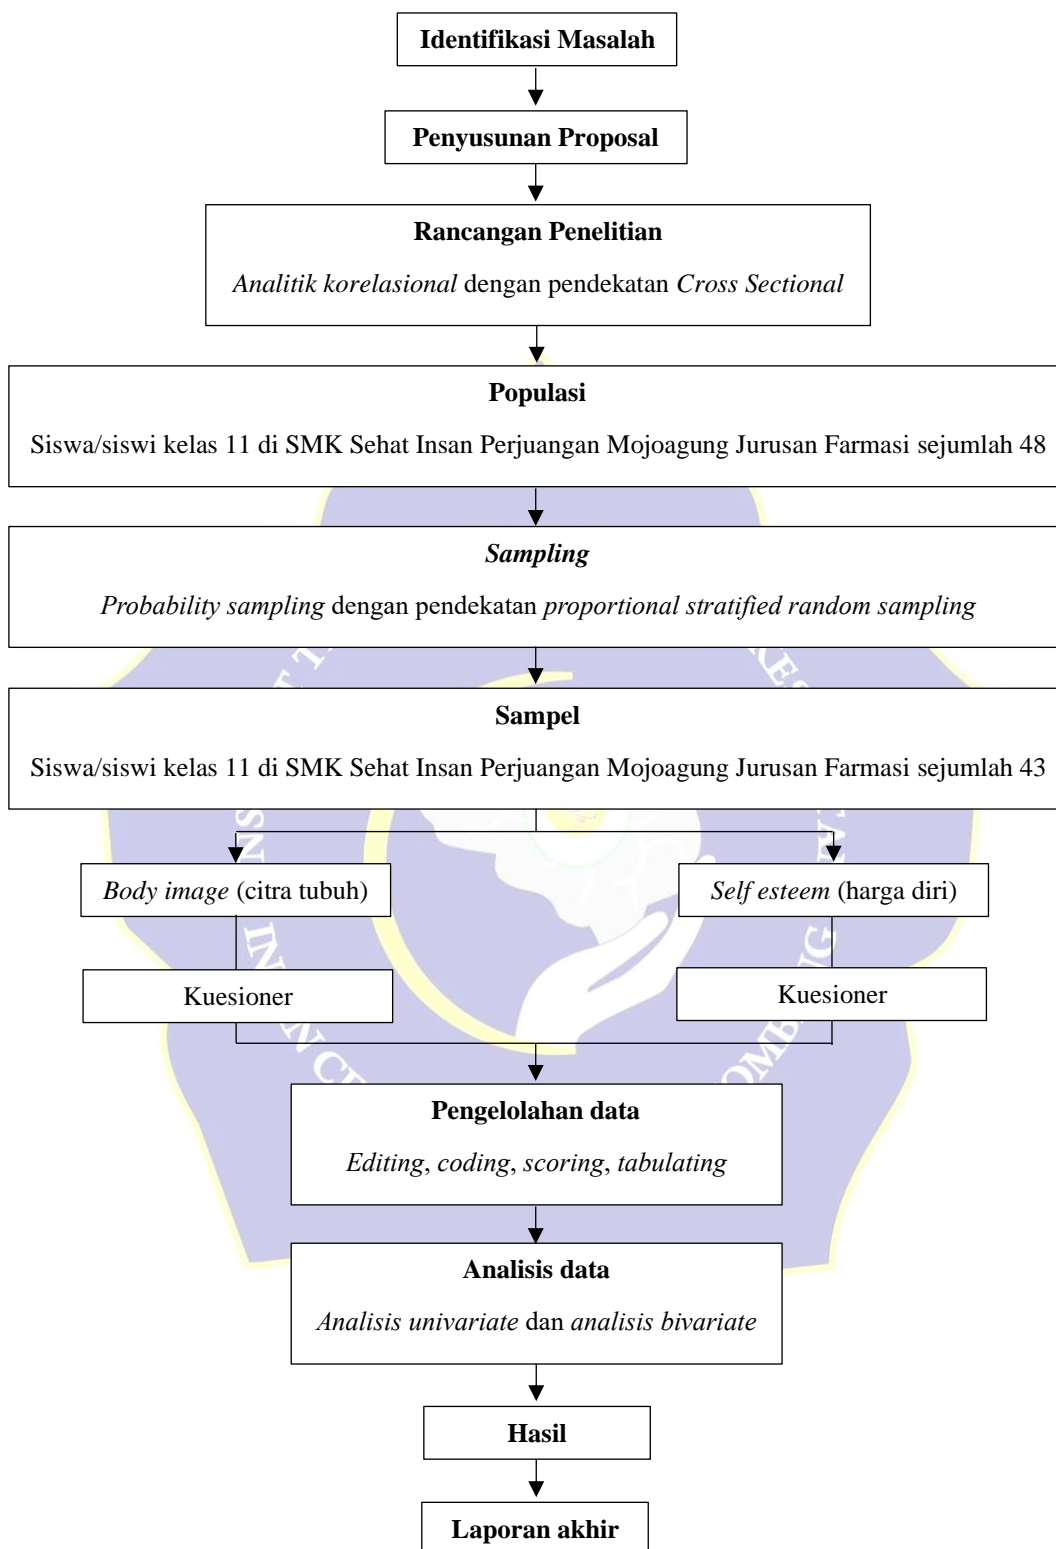 Identifikasi Masalah
Penyusunan Proposal
Rancangan Penelitian
Analitik korelasional dengan pendekatan Cross Sectional
Populasi
Siswa/siswi kelas 11 di SMK Sehat Insan Perjuangan Mojoagung Jurusan Farmasi sejumlah 48
Sampling
Probability sampling dengan pendekatan proportional stratified random sampling
Sampel
Siswa/siswi kelas 11 di SMK Sehat Insan Perjuangan Mojoagung Jurusan Farmasi sejumlah 43
Body image (citra tubuh)
Self esteem (harga diri)
Kuesioner
Kuesioner
Pengelolahan data
Editing, coding, scoring, tabulating
Analisis data
Analisis univariate dan analisis bivariate
Hasil
Laporan akhir